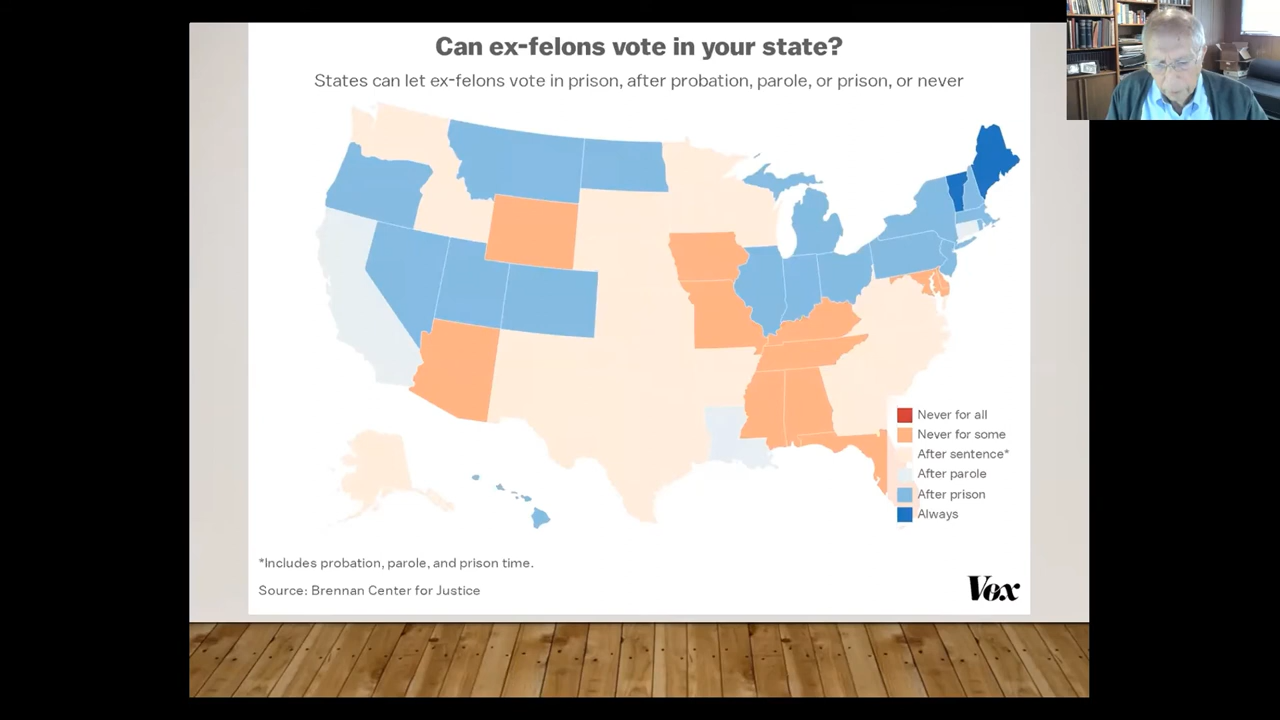 Can ex-felons vote in your state?
States can let ex-felons vote in prison, after probation, parole, or prison, or never
Never for all
Never for some
After sentence*
After parole
After prison
Always
*Includes probation, parole, and prison time.
Source: Brennan Center for Justice
Vox